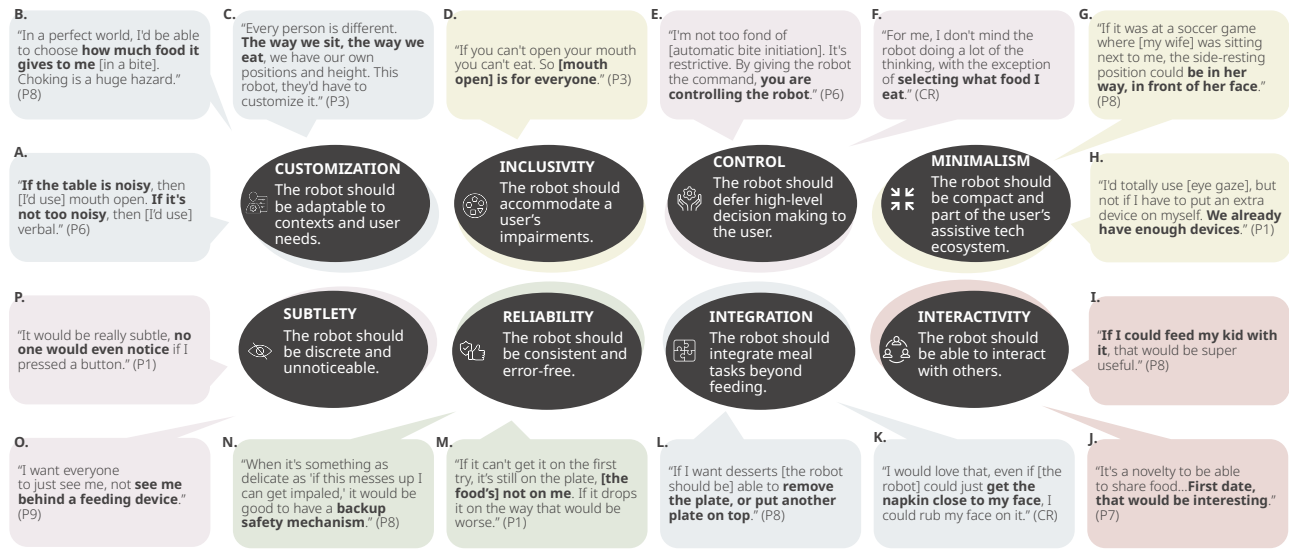 B.
“In a perfect world, I'd be able
to choose how much food it
gives to me [in a bite].
Choking is a huge hazard.”
(P8)
C.
“Every person is different.
The way we sit, the way we
eat, we have our own
positions and height. This
robot, they'd have to
customize it.” (P3)
D.
“If you can't open your mouth
you can't eat. So [mouth
open] is for everyone.” (P3)
E.
“I'm not too fond of
[automatic bite initiation]. It's
restrictive. By giving the robot
the command, you are
controlling the robot.” (P6)
F.
“For me, I don't mind the
robot doing a lot of the
thinking, with the exception
of selecting what food I
eat.” (CR)
G.
“If it was at a soccer game
where [my wife] was sitting
next to me, the side-resting
position could be in her
way, in front of her face.”
(P8)
A.
“If the table is noisy, then
[I’d use] mouth open. If it's
not too noisy, then [I’d use]
verbal.” (P6)
CUSTOMIZATION
The robot should
be adaptable to
contexts and user
needs.
INCLUSIVITY
The robot should
accommodate a
user’s
impairments.
CONTROL
The robot should
defer high-level
decision making to
the user.
MINIMALISM
The robot should
be compact and
part of the user’s
assistive tech
ecosystem.
H.
“I'd totally use [eye gaze], but
not if I have to put an extra
device on myself. We already
have enough devices.” (P1)
P.
“It would be really subtle, no
one would even notice if I
pressed a button.” (P1)
SUBTLETY
The robot should
be discrete and
unnoticeable.
RELIABILITY
The robot should
be consistent and
error-free.
INTEGRATION
The robot should
integrate meal
tasks beyond
feeding.
INTERACTIVITY
The robot should
be able to interact
with others.
I.
“If I could feed my kid with
it, that would be super
useful.” (P8)
O.
“I want everyone
to just see me, not see me
behind a feeding device.”
(P9)
N.
“When it's something as
delicate as 'if this messes up I
can get impaled,' it would be
good to have a backup
safety mechanism.” (P8)
M.
“If it can't get it on the first
try, it’s still on the plate, [the
food’s] not on me. If it drops
it on the way that would be
worse.” (P1)
L.
“If I want desserts [the robot
should be] able to remove
the plate, or put another
plate on top.” (P8)
K.
“I would love that, even if [the
robot] could just get the
napkin close to my face, I
could rub my face on it.” (CR)
J.
“It's a novelty to be able
to share food...First date,
that would be interesting.”
(P7)